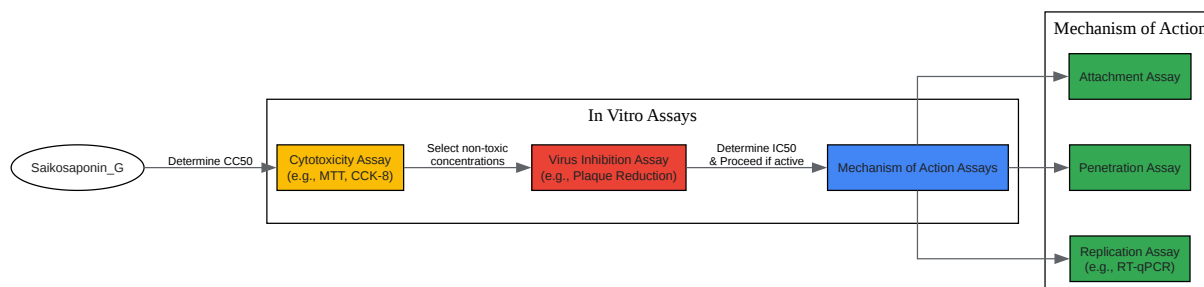 Mechanism of Action
Attachment Assay
In Vitro Assays
Saikosaponin_G
Determine CC50
Cytotoxicity Assay
(e.g., MTT, CCK-8)
Select non-toxic
concentrations
Virus Inhibition Assay
(e.g., Plaque Reduction)
Determine IC50
& Proceed if active
Mechanism of Action Assays
Penetration Assay
Replication Assay
(e.g., RT-qPCR)